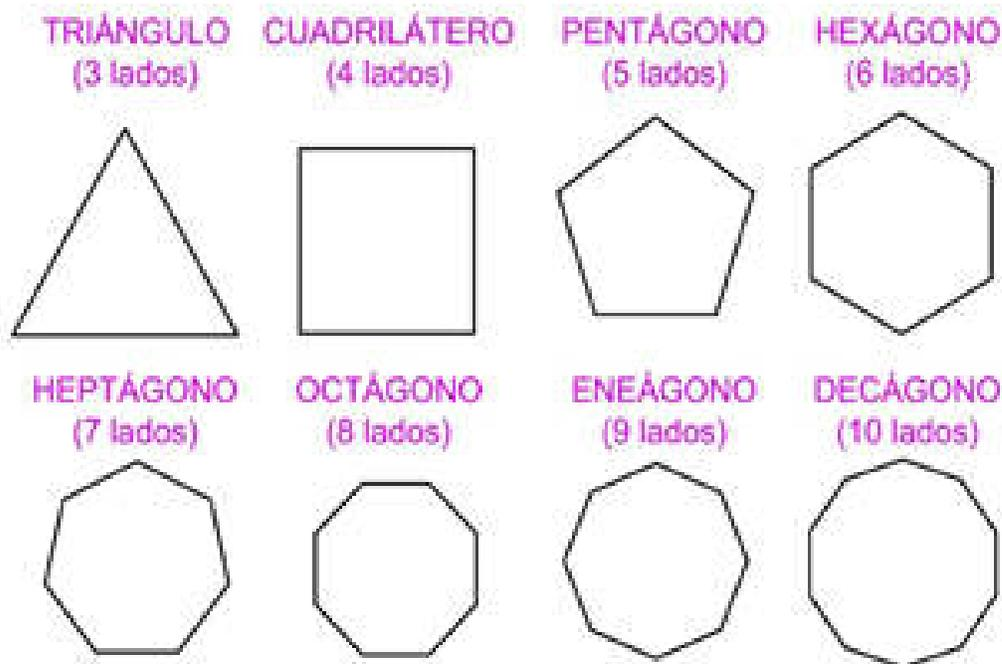 TRIÁNGULO CUADRILÁTERO PENTÁGONO HEXÁGONO
(3 lados) (4 lados) (5 lados) (6 lados)
HEPTÁGONO OCTÁGONO ENEÁGONO DECÁGONO
(7 lados) (8 lados) (9 lados) (10 lados)